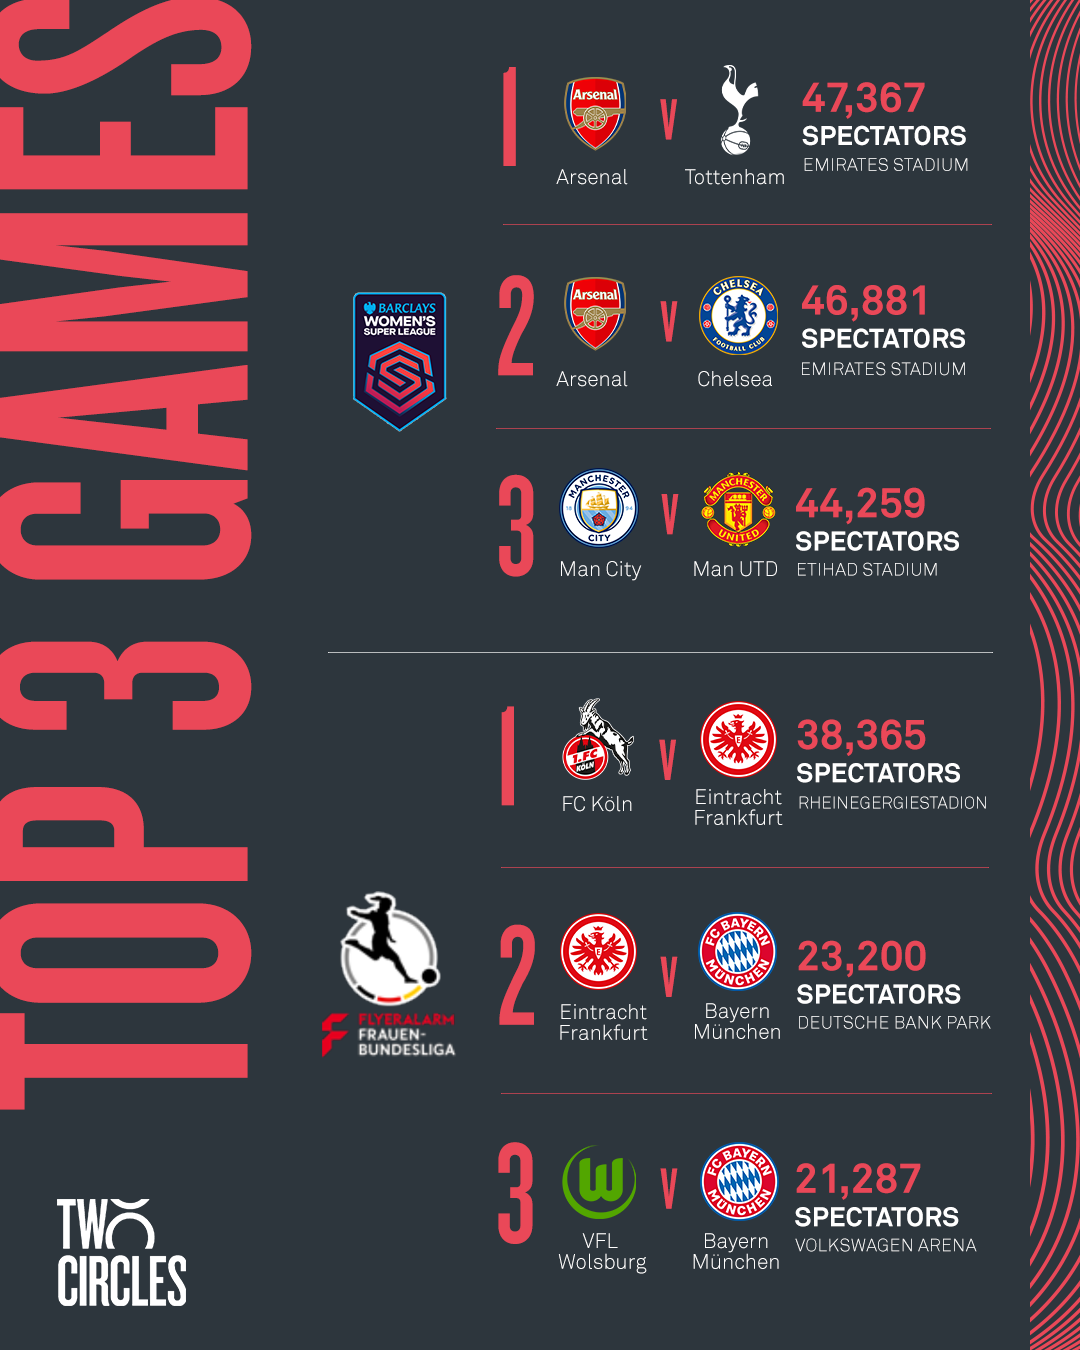 TOP 3 GAMES
BARCLAYS
WOMEN'S
SUPER LEAGUE
1
Arsenal
Arsenal
V
Tottenham
47,367
SPECTATORS
EMIRATES STADIUM
2
Arsenal
Arsenal
V
CHELSEA
FOOTBALL CLUB
Chelsea
46,881
SPECTATORS
EMIRATES STADIUM
3
MANCHESTER
18 94
CITY
Man City
V
MANCHESTER
UNITED
Man UTD
44,259
SPECTATORS
ETIHAD STADIUM
FLYERALARM
FRAUEN-
BUNDESLIGA
1
1.FC
KÖLN
FC Köln
V
Eintracht
Frankfurt
38,365
SPECTATORS
RHEINEGERGIESTADION
2
Eintracht
Frankfurt
V
FC BAYERN
MÜNCHEN
Bayern
München
23,200
SPECTATORS
DEUTSCHE BANK PARK
3
W
VFL
Wolsburg
V
FC BAYERN
MÜNCHEN
Bayern
München
21,287
SPECTATORS
VOLKSWAGEN ARENA
TWO
CIRCLES